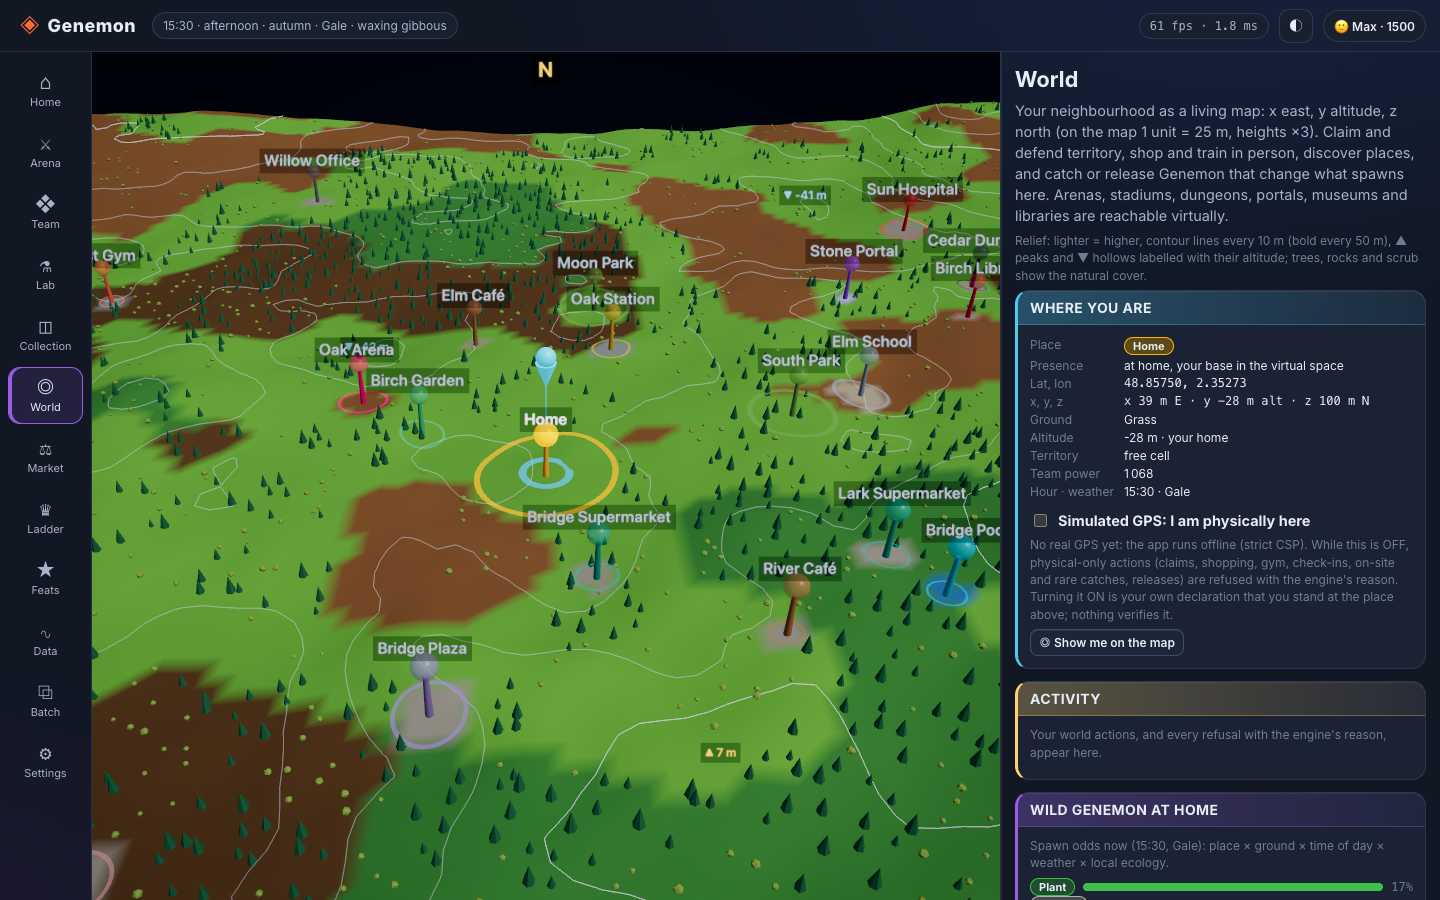 Genemon
15:30 · afternoon · autumn · Gale · waxing gibbous
61 fps · 1.8 ms
Max · 1500
Home
Arena
Team
Lab
Collection
World
Market
Ladder
Feats
Data
Batch
Settings
N
Willow Office
▼ -41 m
Sun Hospital
t Gym
Moon Park
Stone Portal
Cedar Dun
Birch Libr
Elm Café
Oak Station
Oak Arena
Elm School
South Park
Birch Garden
Home
Lark Supermarket
Bridge Supermarket
Bridge Poo
River Café
Bridge Plaza
▲ 7 m
World
Your neighbourhood as a living map: x east, y altitude, z
north (on the map 1 unit = 25 m, heights ×3). Claim and
defend territory, shop and train in person, discover places,
and catch or release Genemon that change what spawns
here. Arenas, stadiums, dungeons, portals, museums and
libraries are reachable virtually.
Relief: lighter = higher, contour lines every 10 m (bold every 50 m), ▲
peaks and ▼ hollows labelled with their altitude; trees, rocks and scrub
show the natural cover.
WHERE YOU ARE
Place Home
Presence at home, your base in the virtual space
Lat, lon 48.85750, 2.35273
x, y, z x 39 m E · y −28 m alt · z 100 m N
Ground Grass
Altitude -28 m · your home
Territory free cell
Team power 1068
Hour · weather 15:30 · Gale
Simulated GPS: I am physically here
No real GPS yet: the app runs offline (strict CSP). While this is OFF,
physical-only actions (claims, shopping, gym, check-ins, on-site
and rare catches, releases) are refused with the engine's reason.
Turning it ON is your own declaration that you stand at the place
above; nothing verifies it.
◎ Show me on the map
ACTIVITY
Your world actions, and every refusal with the engine's reason,
appear here.
WILD GENEMON AT HOME
Spawn odds now (15:30, Gale): place × ground × time of day ×
weather × local ecology.
Plant 17%